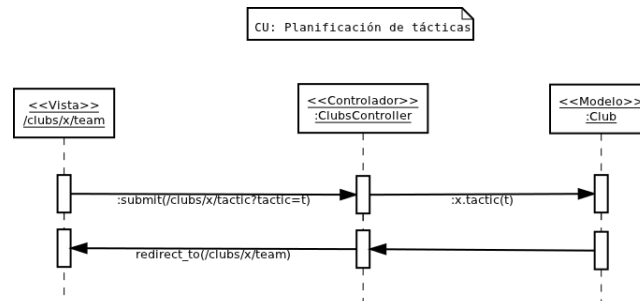 CU: Planificación de tácticas
<<Vista>>
/clubs/x/team
<<Controlador>>
:ClubsController
<<Modelo>>
:Club
:submit(/clubs/x/tactic?tactic=t)
:x.tactic(t)
redirect_to(/clubs/x/team)